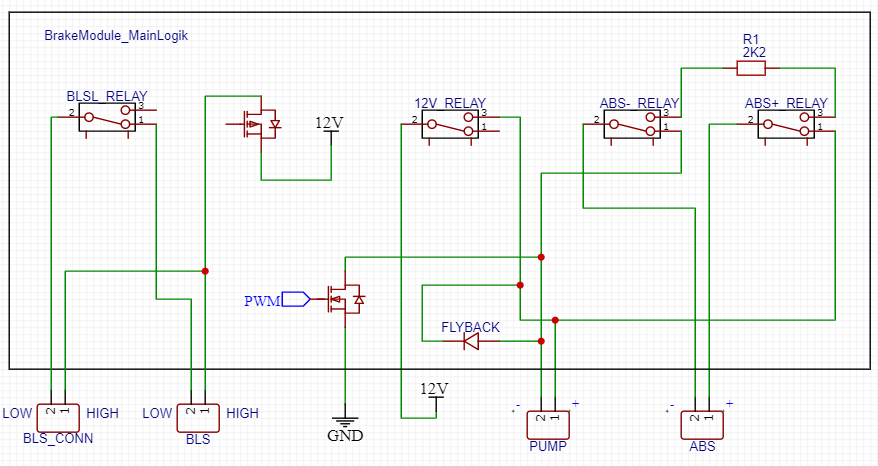 BrakeModule_MainLogik
R1
2K2
BLSL_RELAY
2
3
1
12V
12V_RELAY
2
3
1
ABS-_RELAY
2
3
1
ABS+_RELAY
2
3
1
PWM
FLYBACK
12V
LOW
2
1
HIGH
BLS_CONN
LOW
2
1
HIGH
BLS
GND
-
2
1
+
PUMP
-
2
1
+
ABS